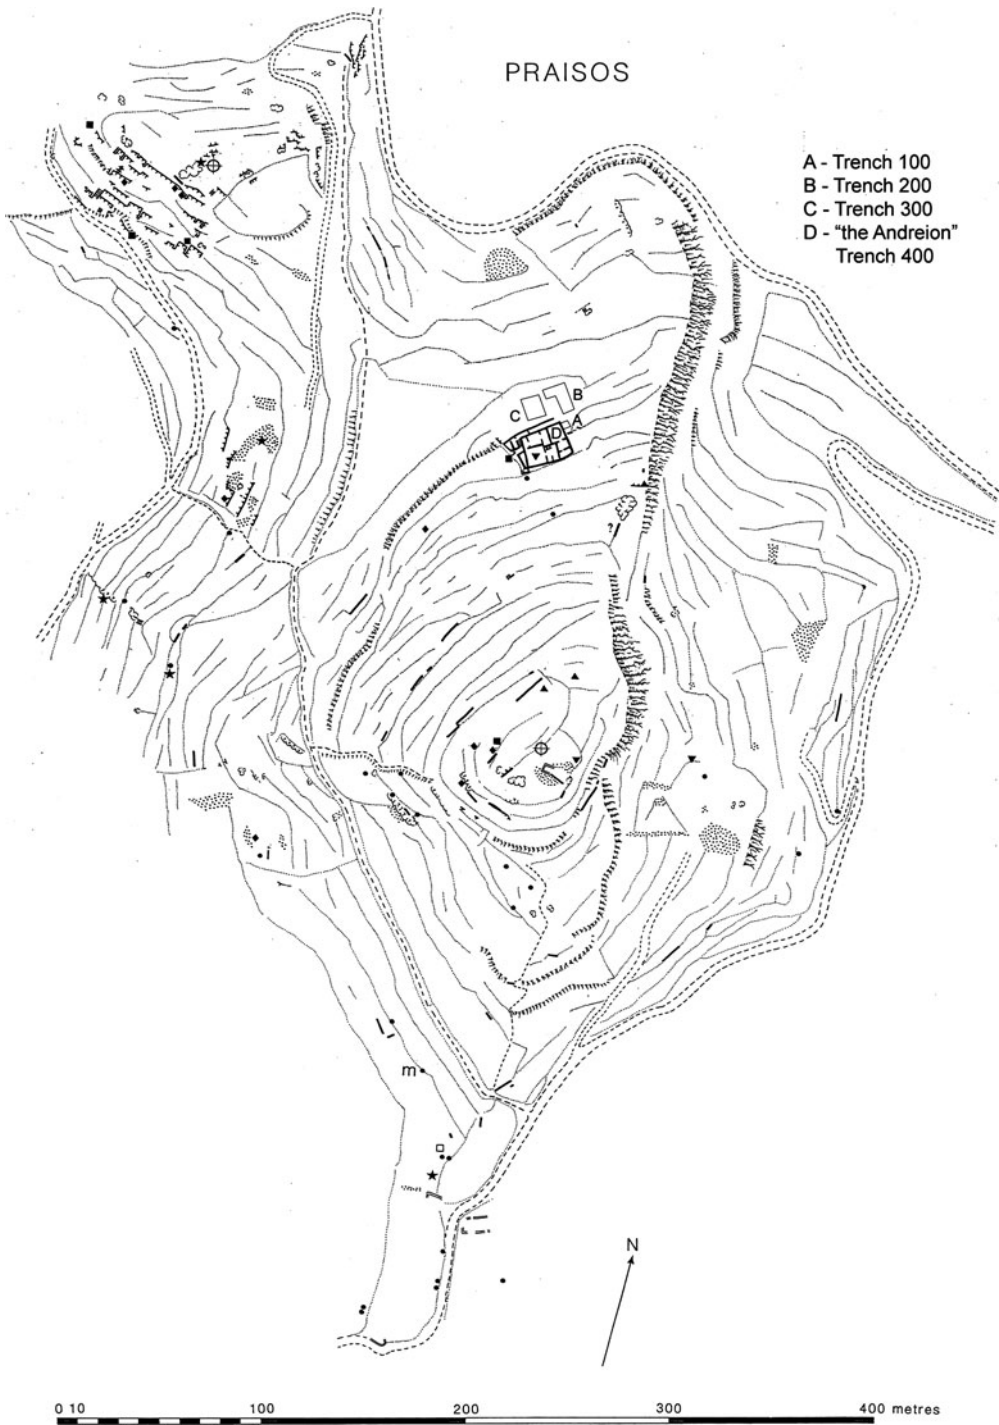 PRAISOS
A - Trench 100
B - Trench 200
C - Trench 300
D - “the Andreion”
Trench 400
B
C
A
D
?
m
N
0 10 100 200 300 400 metres